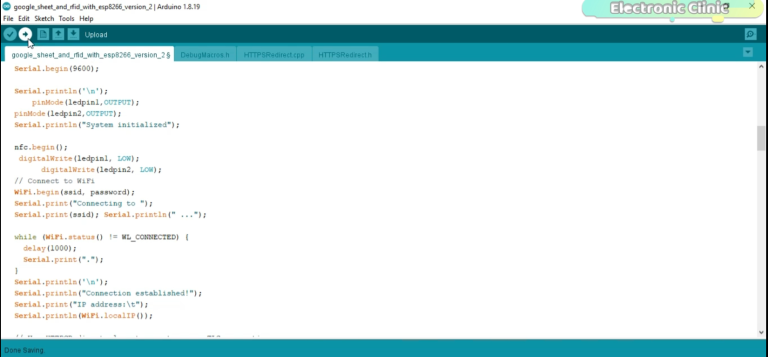 google_sheet_and_rfid_with_esp8266_version_2 | Arduino 1.8.19
Electronic Clinic
File Edit Sketch Tools Help
Upload
google_sheet_and_rfid_with_esp8266_version_2 § DebugMacros.h HTTPSRedirect.cpp HTTPSRedirect.h
Serial.begin(9600);
Serial.println('\n');
pinMode(ledpin1,OUTPUT);
pinMode(ledpin2,OUTPUT);
Serial.println("System initialized");
nfc.begin();
digitalWrite(ledpin1, LOW);
digitalWrite(ledpin2, LOW);
// Connect to WiFi
WiFi.begin(ssid, password);
Serial.print("Connecting to ");
Serial.print(ssid); Serial.println(" ...");
while (WiFi.status() != WL_CONNECTED) {
delay(1000);
Serial.print(".");
}
Serial.println('\n');
Serial.println("Connection established!");
Serial.print("IP address:\t");
Serial.println(WiFi.localIP());
Done Saving.